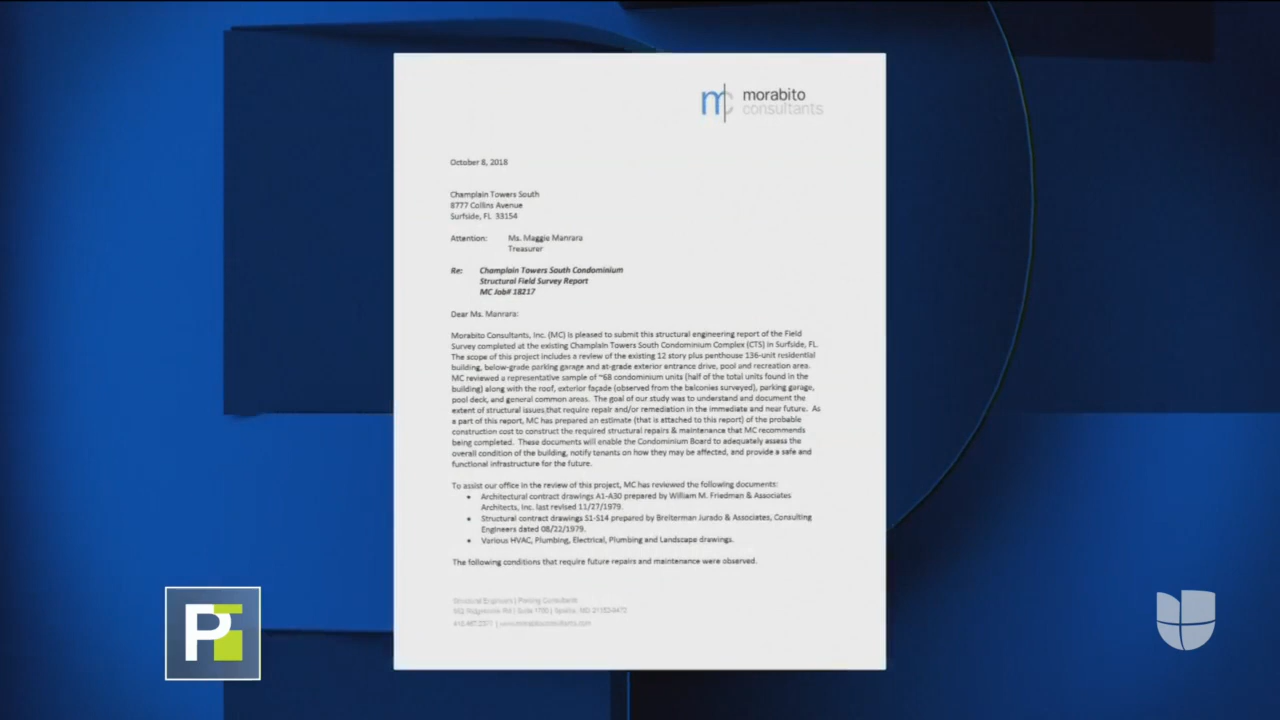 mc morabito
consultants
October 8, 2018
Champlain Towers South
8777 Collins Avenue
Surfside, FL 33154
Attention: Ms. Maggie Manrara
Treasurer
Re: Champlain Towers South Condominium
Structural Field Survey Report
MC Job# 18217
Dear Ms. Manrara:
Morabito Consultants, Inc. (MC) is pleased to submit this structural engineering report of the Field
Survey completed at the existing Champlain Towers South Condominium Complex (CTS) in Surfside, FL.
The scope of this project includes a review of the existing 12 story plus penthouse 136-unit residential
building, below-grade parking garage and at-grade exterior entrance drive, pool and recreation area.
MC reviewed a representative sample of ~68 condominium units (half of the total units found in the
building) along with the roof, exterior façade (observed from the balconies surveyed), parking garage,
pool deck, and general common areas. The goal of our study was to understand and document the
extent of structural issues that require repair and/or remediation in the immediate and near future. As
a part of this report, MC has prepared an estimate (that is attached to this report) of the probable
construction cost to construct the required structural repairs & maintenance that MC recommends
being completed. These documents will enable the Condominium Board to adequately assess the
overall condition of the building, notify tenants on how they may be affected, and provide a safe and
functional infrastructure for the future.
To assist our office in the review of this project, MC has reviewed the following documents:
• Architectural contract drawings A1-A30 prepared by William M. Friedman & Associates
Architects, Inc. last revised 11/27/1979.
• Structural contract drawings S1-S14 prepared by Breiterman Jurado & Associates, Consulting
Engineers dated 08/22/1979.
• Various HVAC, Plumbing, Electrical, Plumbing and Landscape drawings.
The following conditions that require future repairs and maintenance were observed.
Structural Engineers | Parking Consultants
Ridgebrook Rd | Suite 1700 | Sparks, MD
P